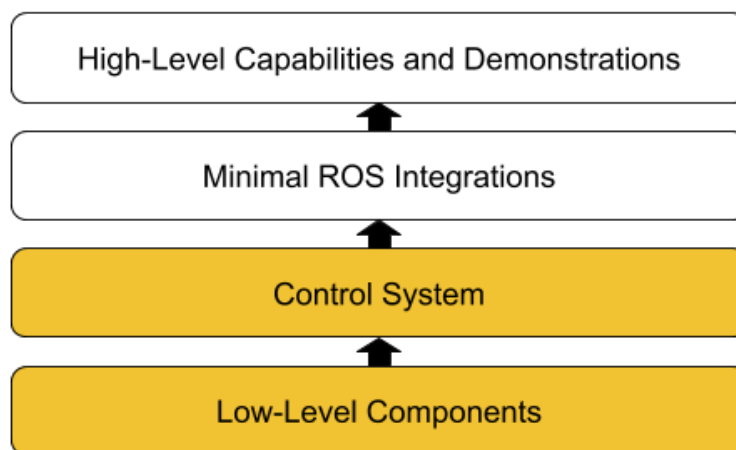 High-Level Capabilities and Demonstrations
Minimal ROS Integrations
Control System
Low-Level Components